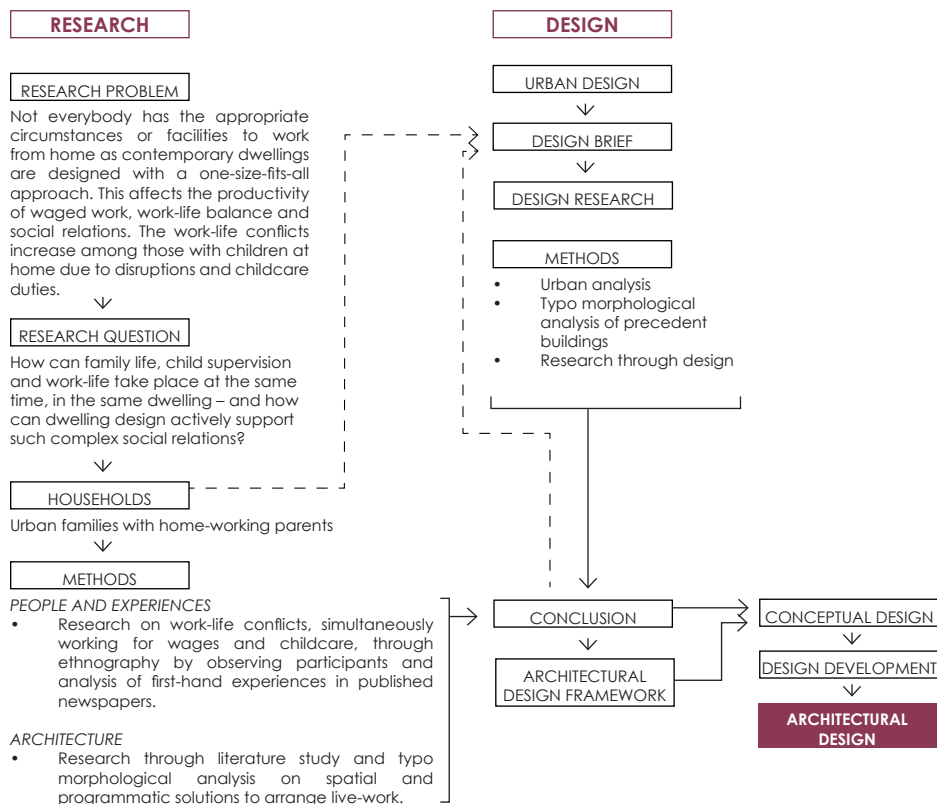 RESEARCH
RESEARCH PROBLEM
Not everybody has the appropriate
circumstances or facilities to work
from home as contemporary dwellings
are designed with a one-size-fits-all
approach. This affects the productivity
of waged work, work-life balance and
social relations. The work-life conflicts
increase among those with children at
home due to disruptions and childcare
duties.
RESEARCH QUESTION
How can family life, child supervision
and work-life take place at the same
time, in the same dwelling – and how
can dwelling design actively support
such complex social relations?
HOUSEHOLDS
Urban families with home-working parents
METHODS
PEOPLE AND EXPERIENCES
• Research on work-life conflicts, simultaneously
working for wages and childcare, through
ethnography by observing participants and
analysis of first-hand experiences in published
newspapers.
ARCHITECTURE
• Research through literature study and typo
morphological analysis on spatial and
programmatic solutions to arrange live-work.
DESIGN
URBAN DESIGN
DESIGN BRIEF
DESIGN RESEARCH
METHODS
• Urban analysis
• Typo morphological
analysis of precedent
buildings
• Research through design
CONCLUSION
ARCHITECTURAL
DESIGN FRAMEWORK
CONCEPTUAL DESIGN
DESIGN DEVELOPMENT
ARCHITECTURAL
DESIGN